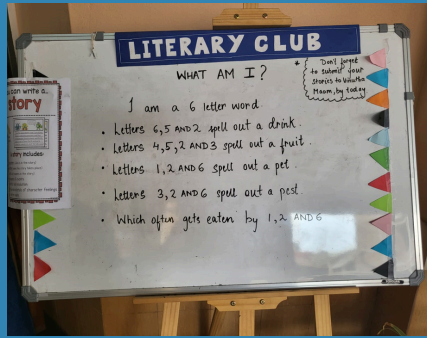 LITERARY CLUB
WHAT AM I?
* Don't forget
to submit your
stories to
Mam, by today
I am a 6 letter word.
• Letters 6,5 AND 2 spell out a drink.
• Letters 4,5,2 AND 3 spell out a fruit.
• Letters 1,2 AND 6 spell out a pet.
• Letters 3,2 AND 6 spell out a pest.
• Which often gets eaten by 1,2 AND 6
can write a
story
story includes: